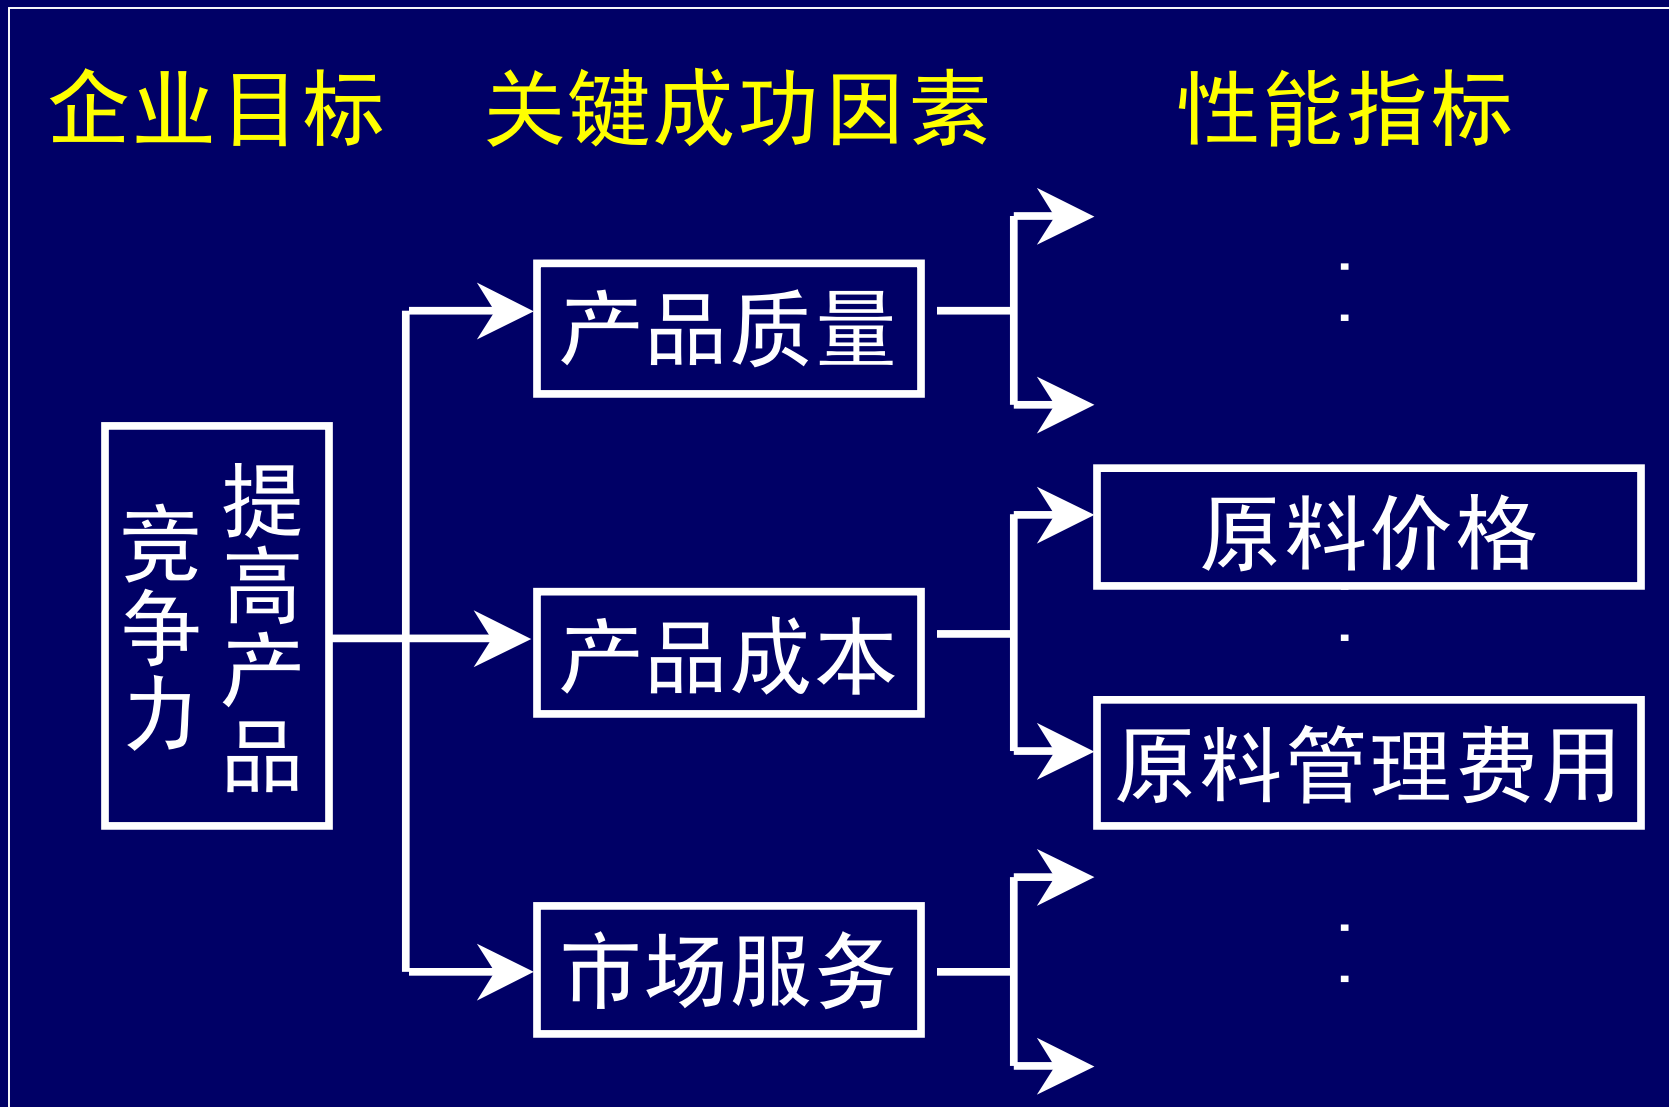 企业目标 关键成功因素 性能指标
产品质量
提高产品
竞争力
原料价格
产品成本
原料管理费用
市场服务